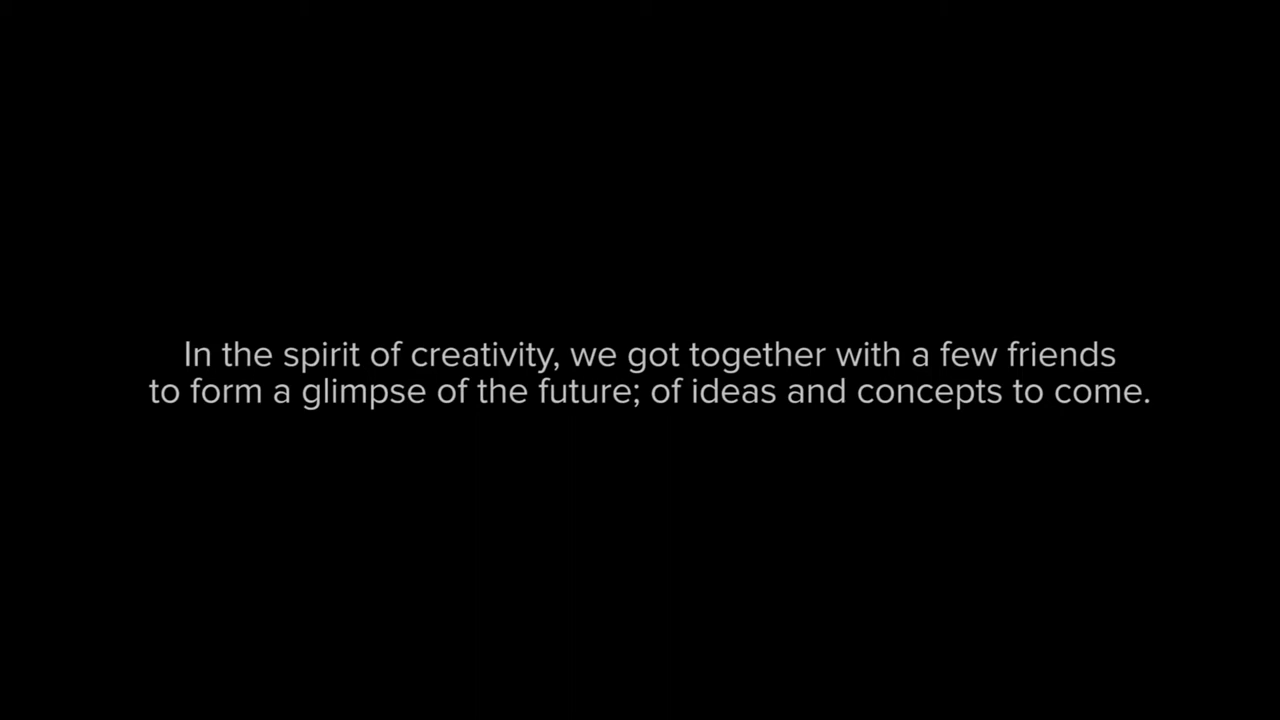 In the spirit of creativity, we got together with a few friends
to form a glimpse of the future; of ideas and concepts to come.